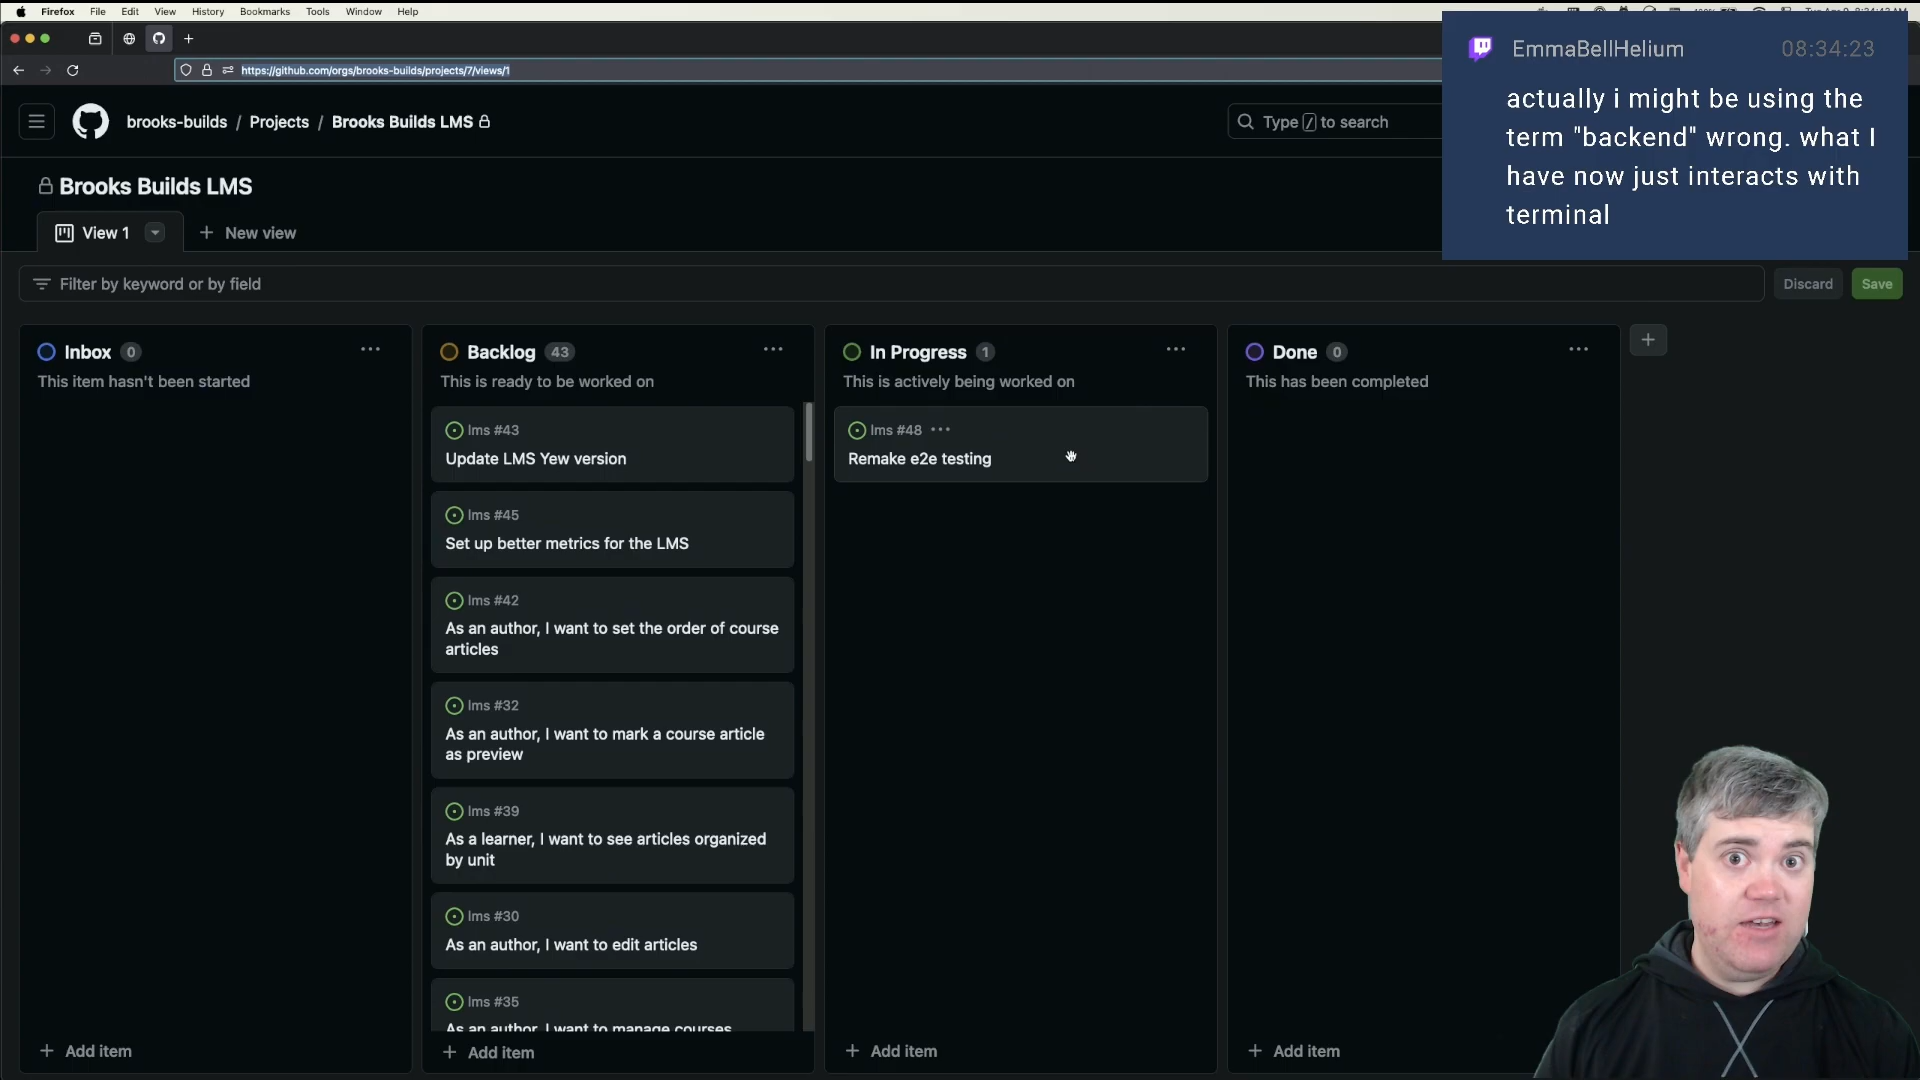 Firefox File Edit View History Bookmarks Tools Window Help
https://github.com/orgs/brooks-builds/projects/7/views/1
brooks-builds / Projects / Brooks Builds LMS
Type / to search
EmmaBellHelium 08:34:23
actually i might be using the
term "backend" wrong. what I
have now just interacts with
terminal
Brooks Builds LMS
View 1
New view
Filter by keyword or by field
Discard
Save
Inbox 0
This item hasn't been started
Add item
Backlog 43
This is ready to be worked on
lms #43
Update LMS Yew version
lms #45
Set up better metrics for the LMS
lms #42
As an author, I want to set the order of course
articles
lms #32
As an author, I want to mark a course article
as preview
lms #39
As a learner, I want to see articles organized
by unit
lms #30
As an author, I want to edit articles
lms #35
As an author, I want to manage courses
Add item
In Progress 1
This is actively being worked on
lms #48
Remake e2e testing
Add item
Done 0
This has been completed
Add item